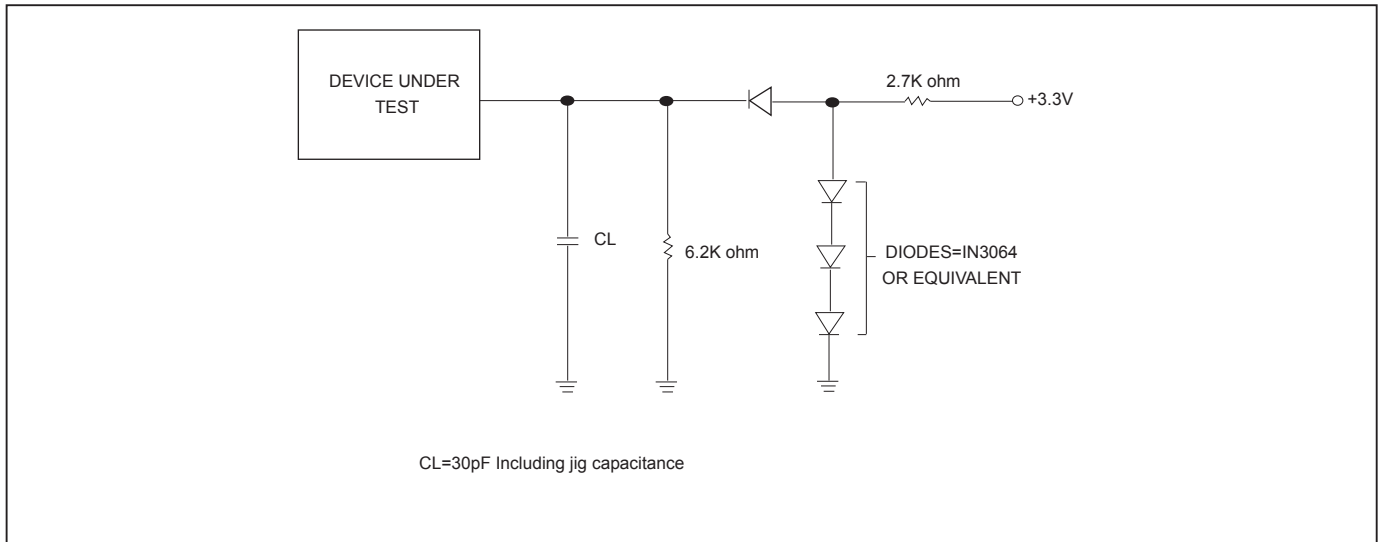 DEVICE UNDER
TEST
2.7K ohm
+3.3V
CL
6.2K ohm
DIODES=IN3064
OR EQUIVALENT
CL=30pF Including jig capacitance